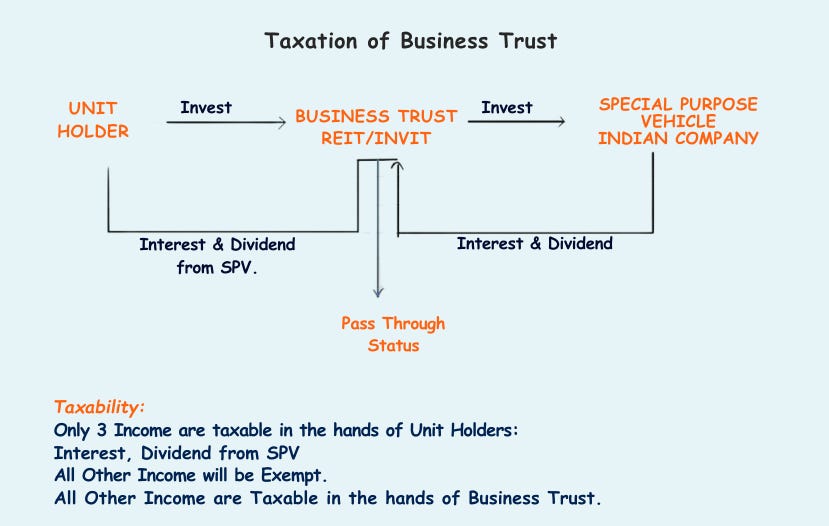 Taxation of Business Trust
UNIT
HOLDER
Invest
BUSINESS TRUST
REIT/INVIT
Invest
SPECIAL PURPOSE
VEHICLE
INDIAN COMPANY
Interest & Dividend
from SPV.
Interest & Dividend
Pass Through
Status
Taxability:
Only 3 Income are taxable in the hands of Unit Holders:
Interest, Dividend from SPV
All Other Income will be Exempt.
All Other Income are Taxable in the hands of Business Trust.